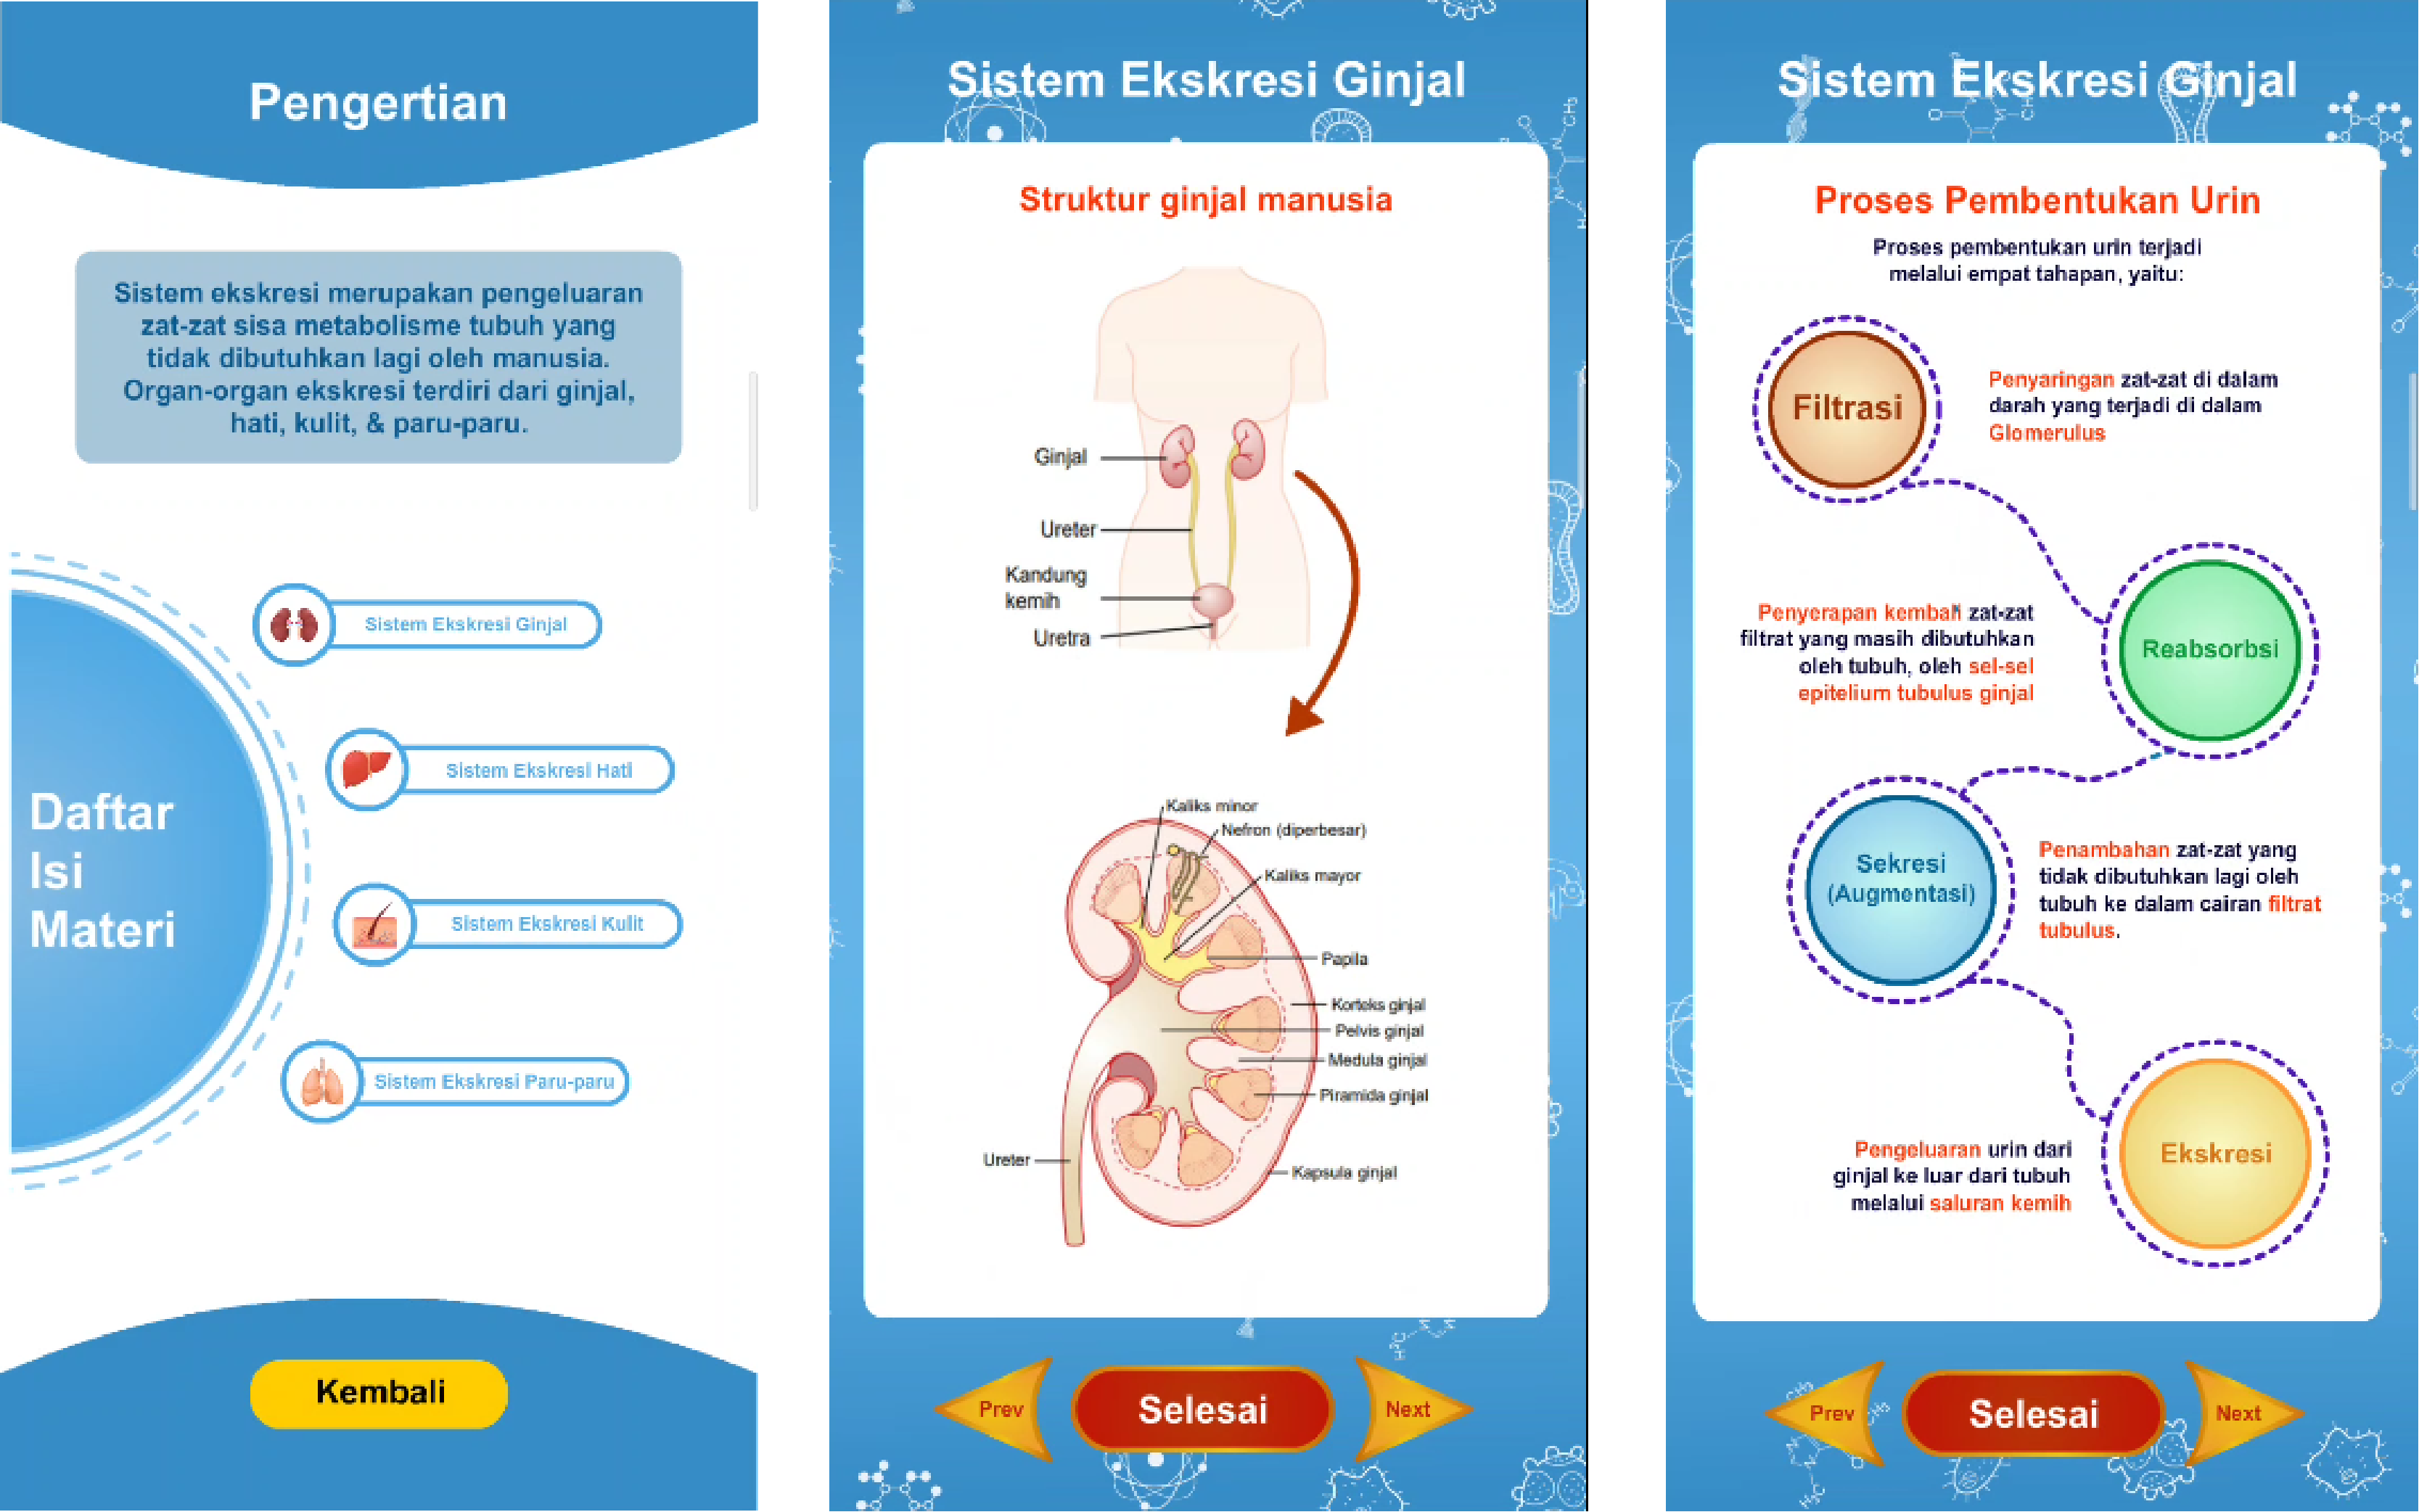 Pengertian
Sistem ekskresi merupakan pengeluaran
zat-zat sisa metabolisme tubuh yang
tidak dibutuhkan lagi oleh manusia.
Organ-organ ekskresi terdiri dari ginjal,
hati, kulit, & paru-paru.
Daftar
Isi
Materi
Sistem Ekskresi Ginjal
Sistem Ekskresi Hati
Sistem Ekskresi Kulit
Sistem Ekskresi Paru-paru
Kembali
Sistem Ekskresi Ginjal
Struktur ginjal manusia
Ginjal
Ureter
Kandung
kemih
Uretra
Kaliks minor
Nefron (diperbesar)
Kaliks mayor
Papila
Korteks ginjal
Pelvis ginjal
Medula ginjal
Piramida ginjal
Ureter
Kapsula ginjal
Prev
Selesai
Next
Sistem Ekskresi Ginjal
Proses Pembentukan Urin
Proses pembentukan urin terjadi
melalui empat tahapan, yaitu:
Filtrasi
Penyaringan zat-zat di dalam
darah yang terjadi di dalam
Glomerulus
Penyerapan kembali zat-zat
filtrat yang masih dibutuhkan
oleh tubuh, oleh sel-sel
epitelium tubulus ginjal
Reabsorbsi
Sekresi
(Augmentasi)
Penambahan zat-zat yang
tidak dibutuhkan lagi oleh
tubuh ke dalam cairan filtrat
tubulus.
Pengeluaran urin dari
ginjal ke luar dari tubuh
melalui saluran kemih
Ekskresi
Prev
Selesai
Next